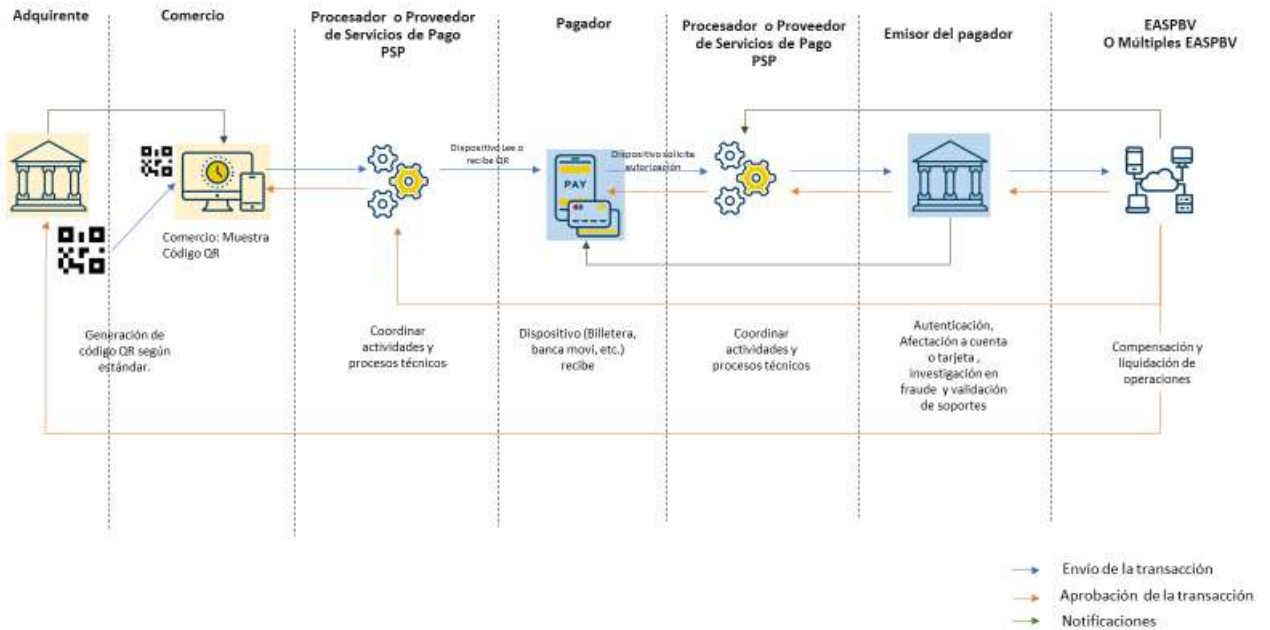 Adquirente
Comercio
Procesador o Proveedor
de Servicios de Pago
PSP
Pagador
Procesador o Proveedor
de Servicios de Pago
PSP
Emisor del pagador
EASPBV
O Múltiples EASPBV
Dispositivo Lee o
recibe QR
Dispositivo solicita
autorización
PAY
Comercio: Muestra
Código QR
Generación de
código QR según
estándar.
Coordinar
actividades y
procesos técnicos
Dispositivo (Billetera,
banca movi, etc.)
recibe
Coordinar
actividades y
procesos técnicos
Autenticación,
Afectación a cuenta
o tarjeta ,
investigación en
fraude y validación
de soportes
Compensación y
liquidación de
operaciones
Envío de la transacción
Aprobación de la transacción
Notificaciones